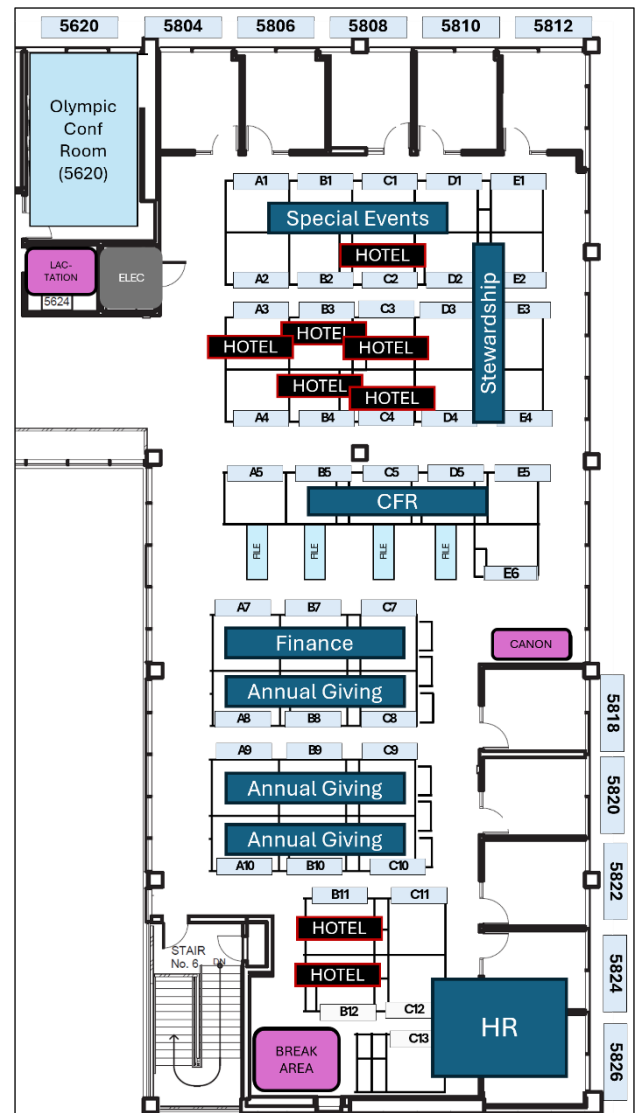 5620
5804
5806
5808
5810
5812
Olympic
Conf
Room
(5620)
LAC-
TATION
5624
ELEC
A1
B1
C1
D1
E1
Special Events
HOTEL
A2
B2
C2
D2
E2
Stewardship
A3
B3
C3
D3
E3
HOTEL
HOTEL
HOTEL
HOTEL
HOTEL
A4
B4
C4
D4
E4
A5
B5
C5
D5
E5
CFR
FILE
FILE
FILE
FILE
E6
A7
B7
C7
Finance
CANON
Annual Giving
A8
B8
C8
5818
A9
B9
C9
5820
Annual Giving
Annual Giving
A10
B10
C10
5822
B11
C11
HOTEL
STAIR
No. 6
DN
HOTEL
5824
B12
C12
HR
C13
BREAK
AREA
5826